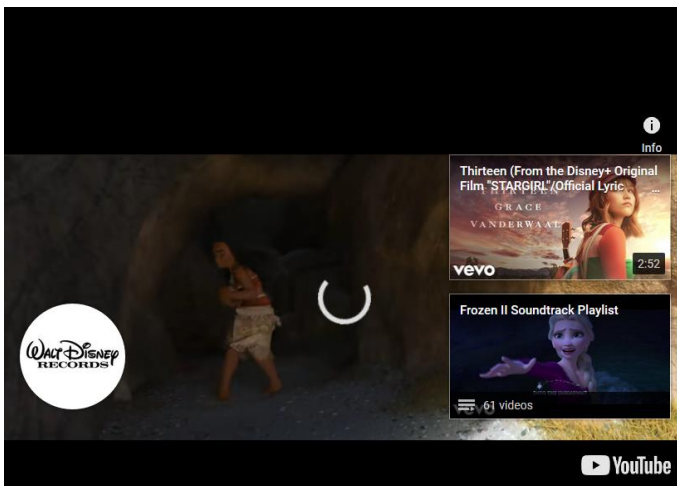 Info
Thirteen (From the Disney+ Original
Film "STARGIRL"/Official Lyric ...
THIRTEEN
GRACE
VANDERWAAL
vevo
2:52
WALT DISNEY
RECORDS
Frozen II Soundtrack Playlist
61 videos
vevo
YouTube